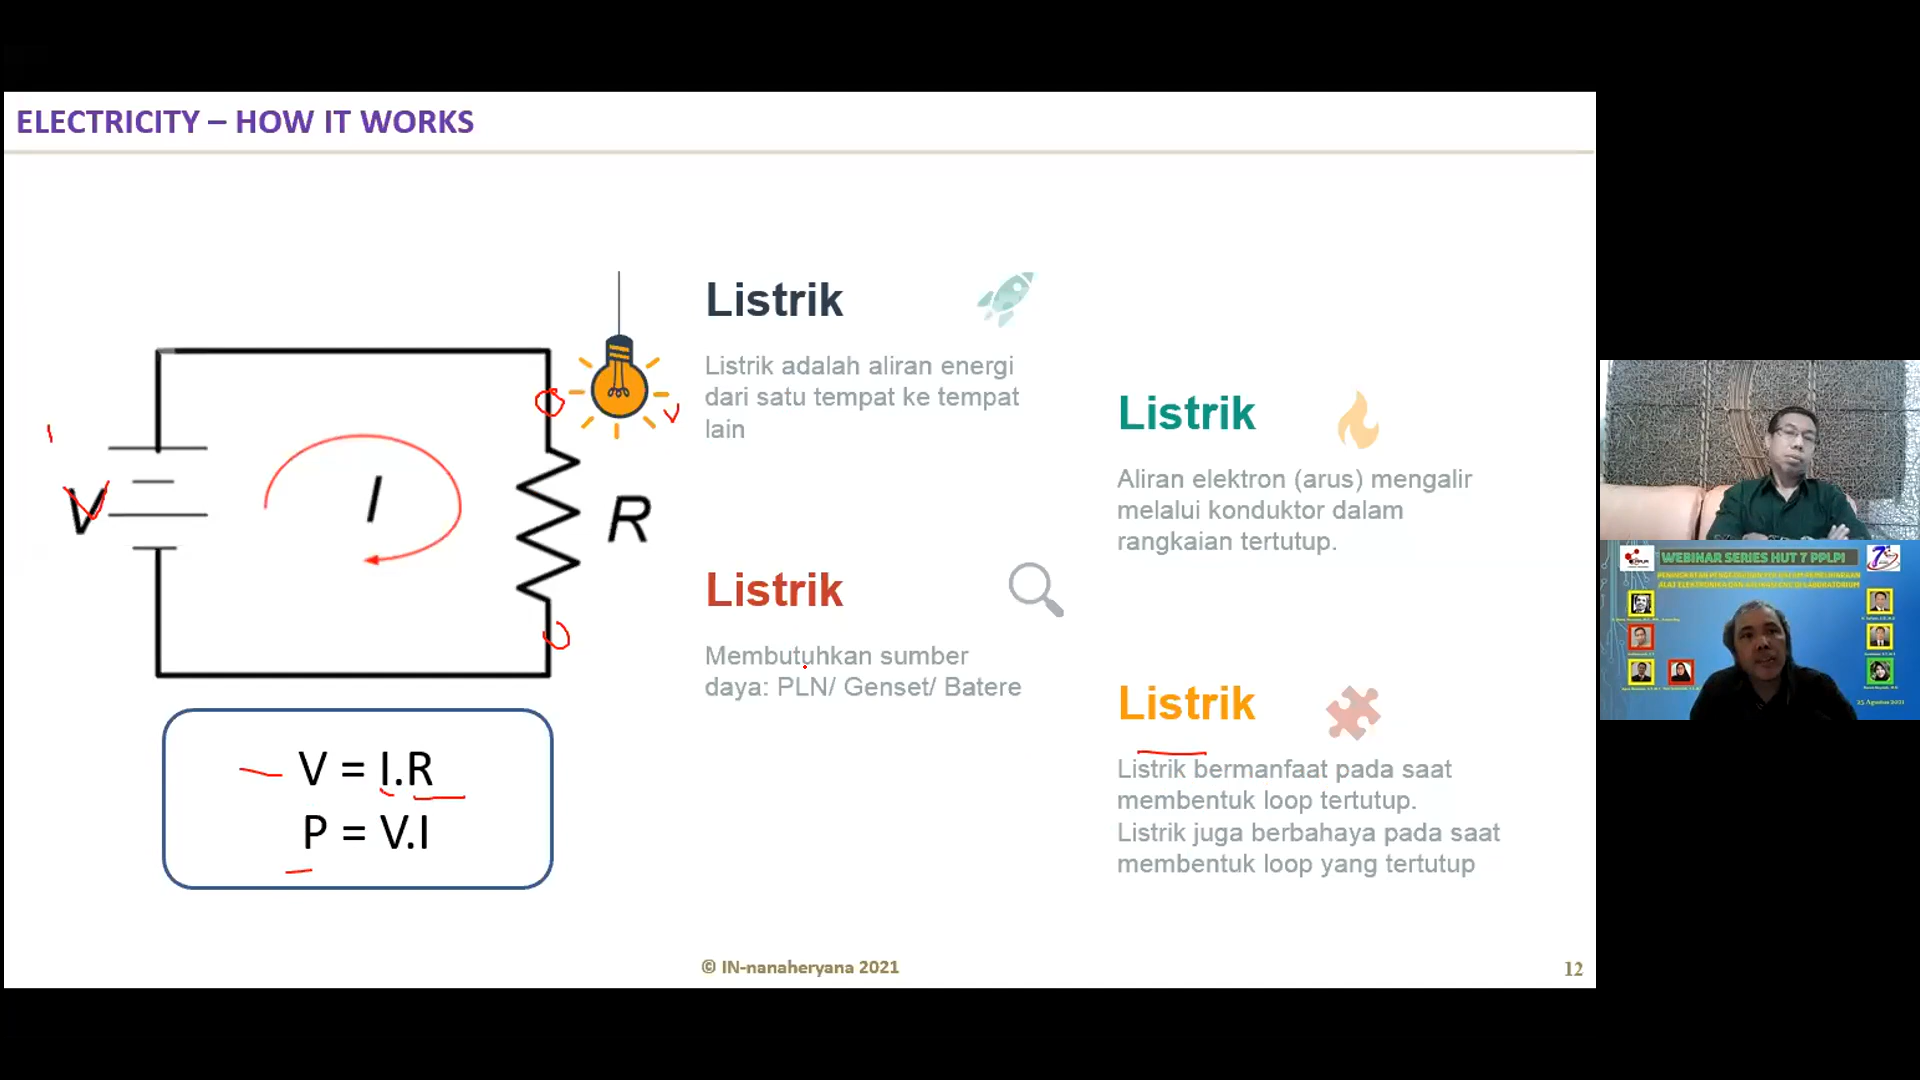 ELECTRICITY – HOW IT WORKS
V
I
R
V = I.R
P = V.I
Listrik
Listrik adalah aliran energi
dari satu tempat ke tempat
lain
Listrik
Membutuhkan sumber
daya: PLN/ Genset/ Batere
Listrik
Aliran elektron (arus) mengalir
melalui konduktor dalam
rangkaian tertutup.
Listrik
Listrik bermanfaat pada saat
membentuk loop tertutup.
Listrik juga berbahaya pada saat
membentuk loop yang tertutup
© IN-nanaheryana 2021
12
WEBINAR SERIES HUT 7 PPLPI
25 Agustus 2021